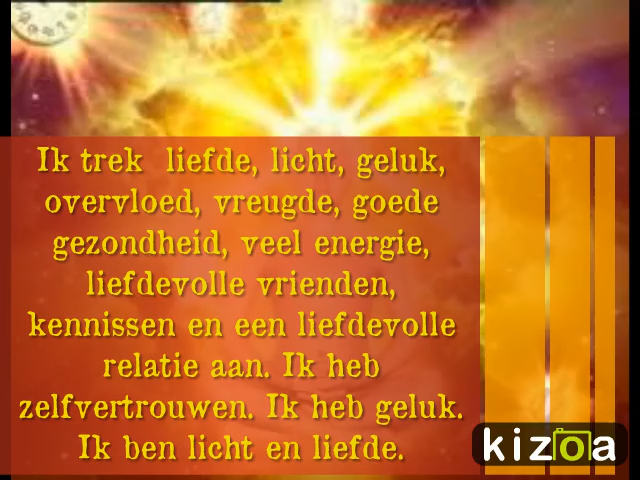 Ik trek liefde, licht, geluk,
overvloed, vreugde, goede
gezondheid, veel energie,
liefdevolle vrienden,
kennissen en een liefdevolle
relatie aan. Ik heb
zelfvertrouwen. Ik heb geluk.
Ik ben licht en liefde.
kizoa